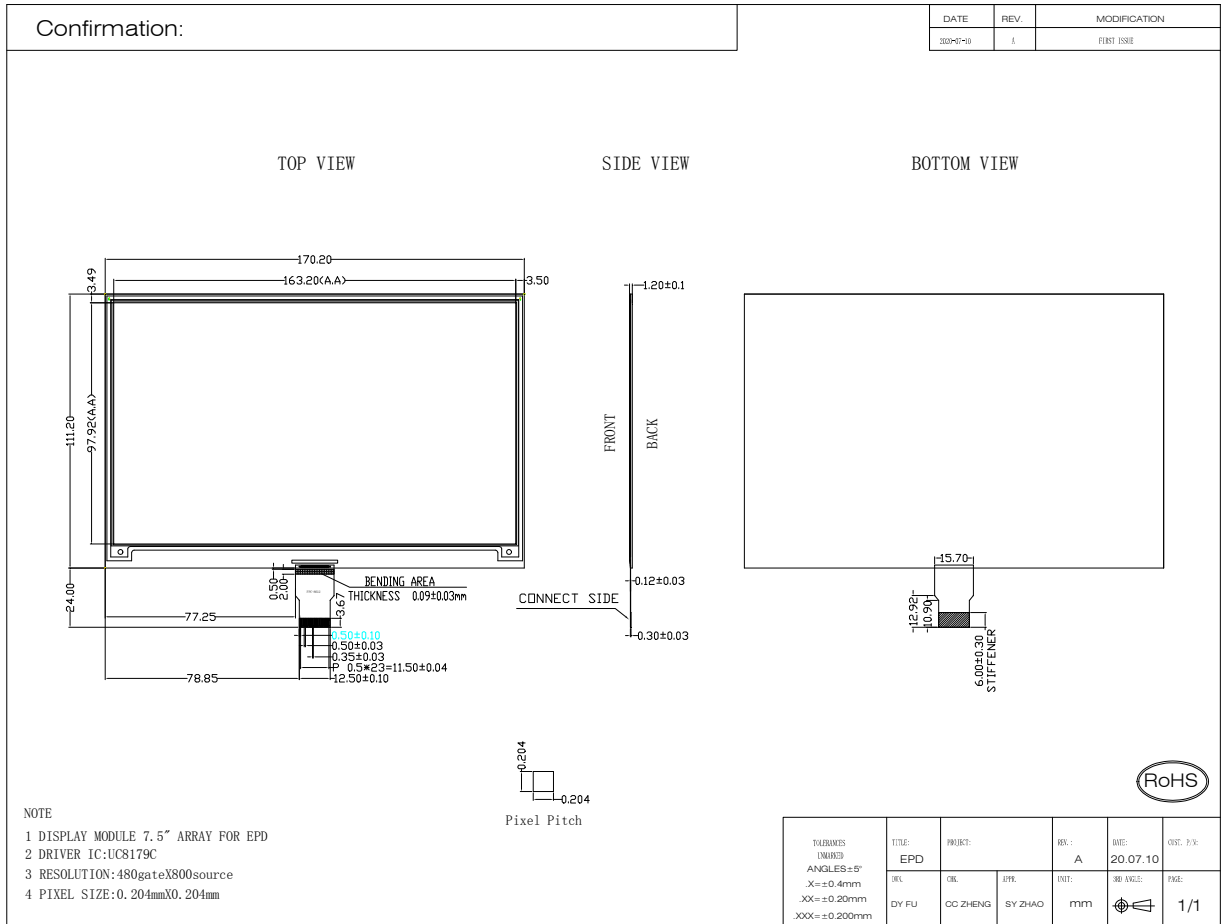 Confirmation:
DATE REV. MODIFICATION
2020-07-10 A FIRST ISSUE
TOP VIEW
SIDE VIEW
BOTTOM VIEW
170.20
163.20(A.A)
3.49
3.50
111.20
97.92(A.A)
24.00
0.50
2.00
BENDING AREA
THICKNESS 0.09±0.03mm
3.67
77.25
0.50±0.10
0.50±0.03
0.35±0.03
P 0.5*23=11.50±0.04
78.85
12.50±0.10
1.20±0.1
FRONT
BACK
0.12±0.03
CONNECT SIDE
0.30±0.03
15.70
12.92
10.90
6.00±0.30
STIFFENER
0.204
0.204
Pixel Pitch
RoHS
NOTE
1 DISPLAY MODULE 7.5″ ARRAY FOR EPD
2 DRIVER IC:UC8179C
3 RESOLUTION:480gateX800source
4 PIXEL SIZE:0.204mmX0.204mm
TOLERANCES
UNMARKED
ANGLES±5°
.X=±0.4mm
.XX=±0.20mm
.XXX=±0.200mm
TITLE: PROJECT: REV.: DATE: CUST. P/N:
EPD A 20.07.10
DWN. CHK. APPR. UNIT: 3RD ANGLE: PAGE:
DY FU CC ZHENG SY ZHAO mm 1/1